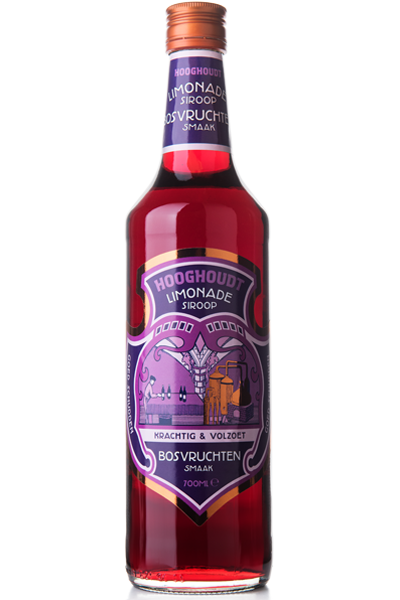 HOOGHOUDT
LIMONADE
SIROOP
BOSVRUCHTEN
SMAAK
HOOGHOUDT
LIMONADE
SIROOP
KRACHTIG & VOLZOET
BOSVRUCHTEN
SMAAK
700ML℮